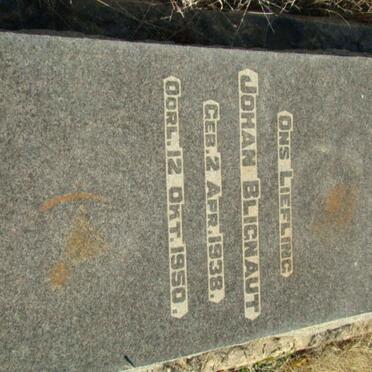 ONS LIEFLING
JOHAN BLIGNAUT
GEB. 2 APR. 1938.
OORL. 12 OKT. 1950.